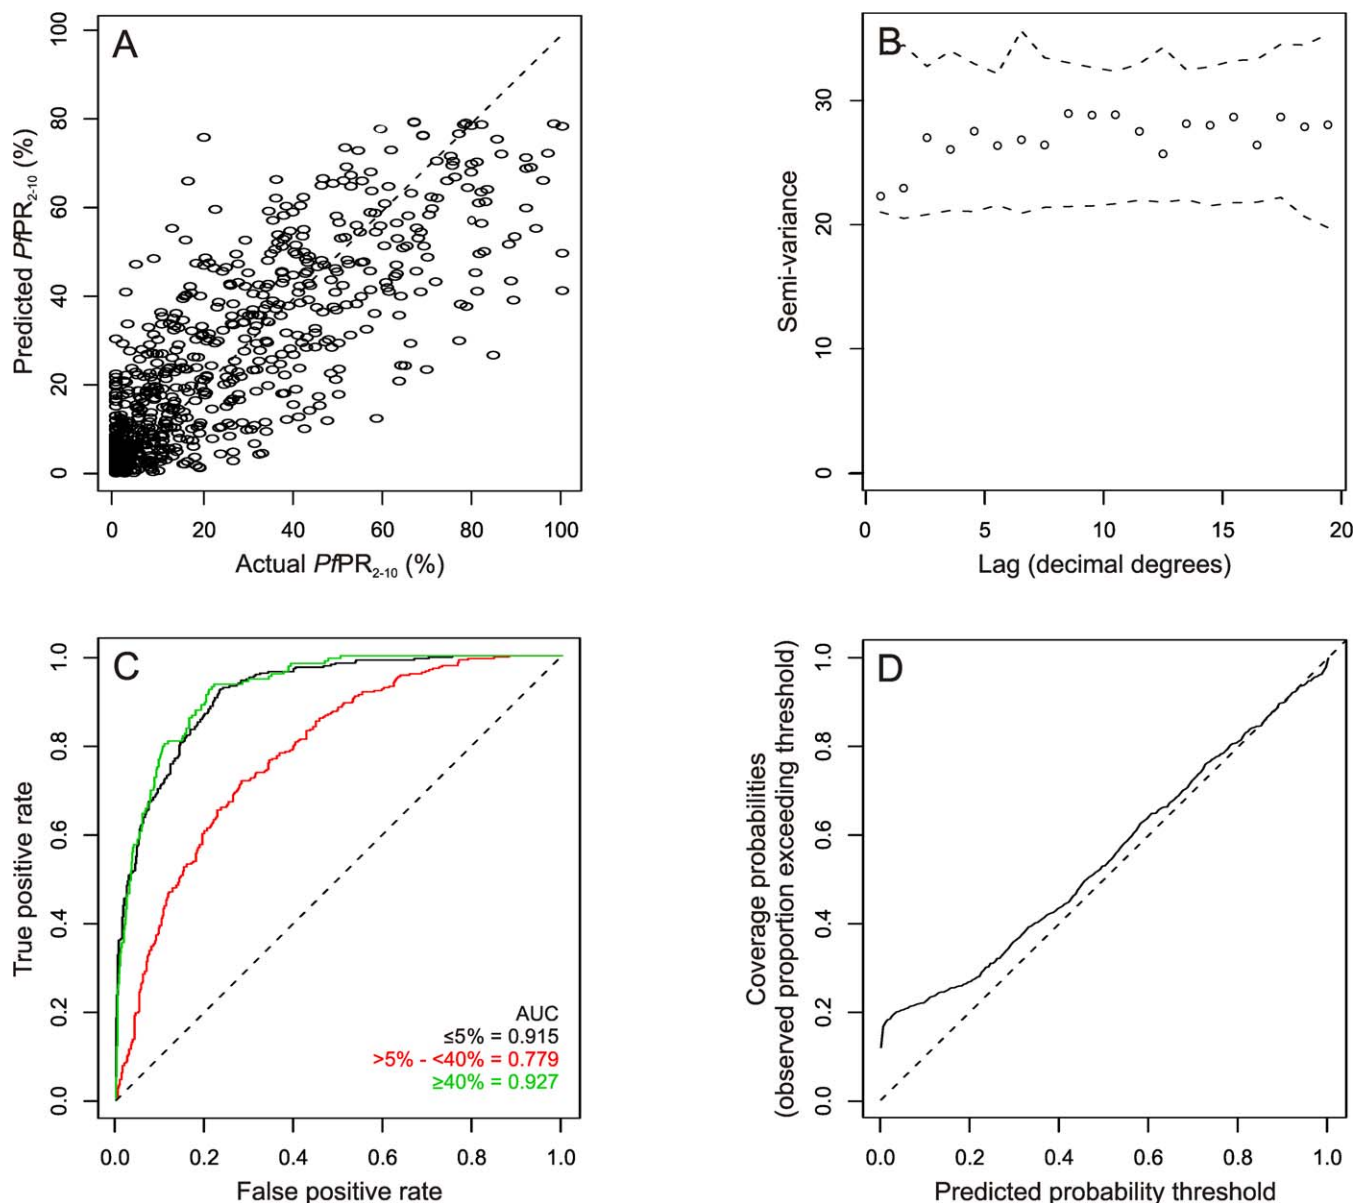 A
Predicted PfPR2-10 (%)
100
80
60
40
20
0
0 20 40 60 80 100
Actual PfPR2-10 (%)
B
Semi-variance
30
20
10
0
0 5 10 15 20
Lag (decimal degrees)
C
True positive rate
1.0
0.8
0.6
0.4
0.2
0.0
AUC
≤5% = 0.915
>5% - <40% = 0.779
≥40% = 0.927
0.0 0.2 0.4 0.6 0.8 1.0
False positive rate
D
Coverage probabilities
(observed proportion exceeding threshold)
1.0
0.8
0.6
0.4
0.2
0.0
0.0 0.2 0.4 0.6 0.8 1.0
Predicted probability threshold